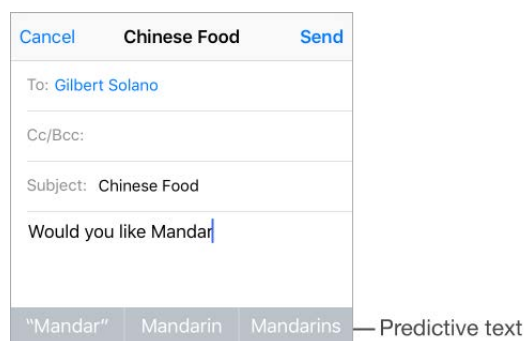 Cancel Chinese Food Send
To: Gilbert Solano
Cc/Bcc:
Subject: Chinese Food
Would you like Mandar
“Mandar” Mandarin Mandarins Predictive text